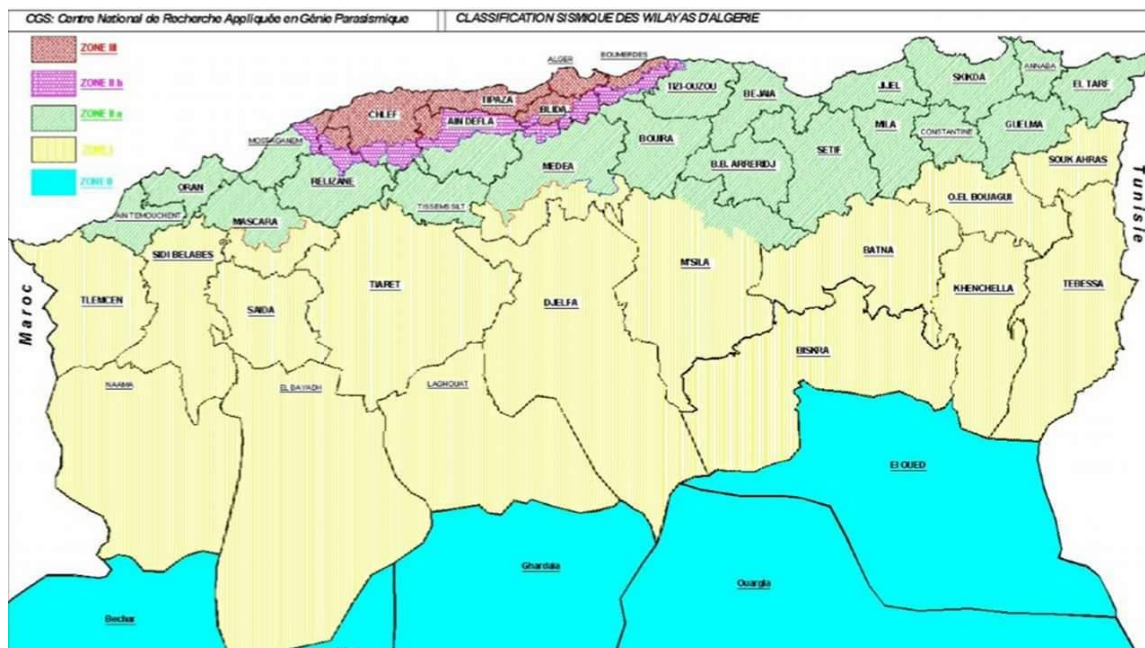 CGS: Centre National de Recherche Appliquée en Génie Parasismique
CLASSIFICATION SISMIQUE DES WILAYAS D'ALGERIE
ZONE III
ZONE II b
ZONE II a
ZONE I
ZONE 0
ALGER
BOUMERDES
TIPAZA
BLIDA
CHLEF
AIN DEFLA
TIZI-OUZOU
BEJAIA
JIJEL
SKIKDA
ANNABA
EL TARF
MOSTAGANEM
RELIZANE
MEDEA
BOUIRA
B.B. ARRERIDJ
SETIF
MILA
CONSTANTINE
GUELMA
SOUK AHRAS
ORAN
AIN TEMOUCHENT
MASCARA
TISSEMSSILT
O.EL BOUAGUI
Tunisie
Maroc
TLEMCEN
SIDI BELABES
SAIDA
TIARET
DJELFA
M'SILA
BATNA
KHENCHELLA
TEBESSA
BISKRA
NAAMA
EL BAYADH
LAGHOUAT
El OUED
Ghardaia
Ouargla
Bechar